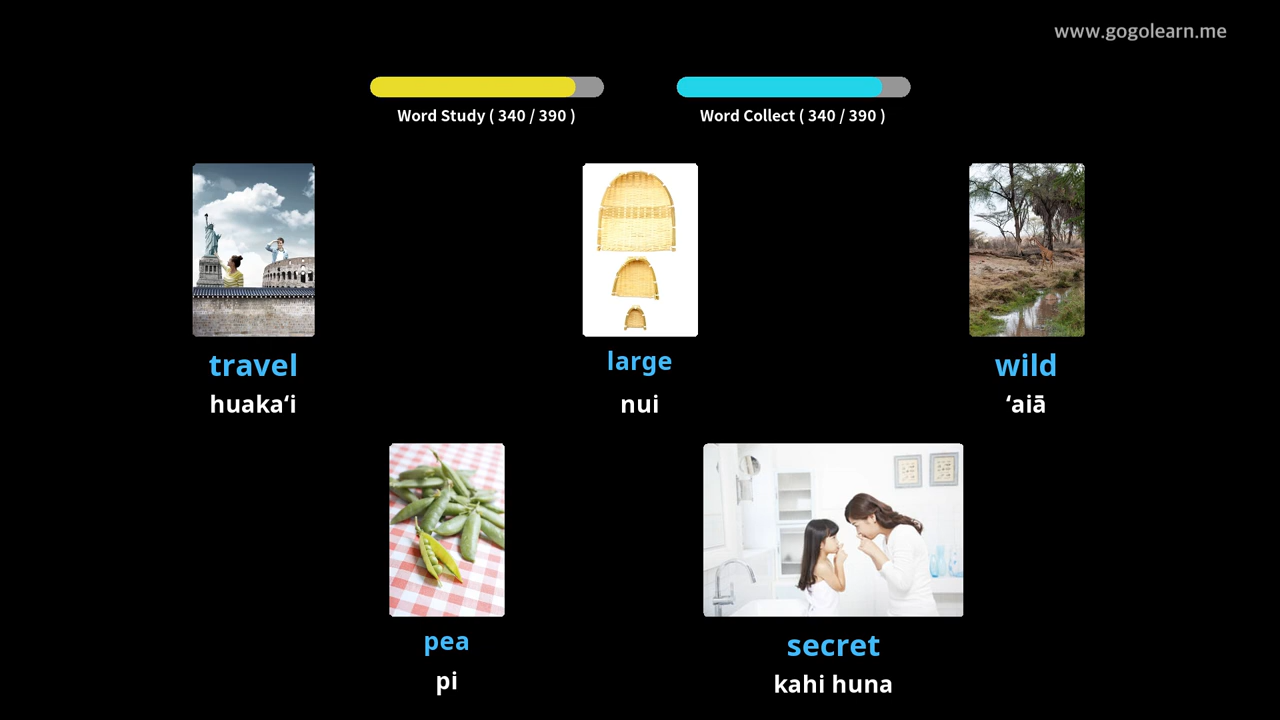 www.gogolearn.me
Word Study ( 340 / 390 )
Word Collect ( 340 / 390 )
travel
huakaʻi
large
nui
wild
ʻaiā
pea
pi
secret
kahi huna